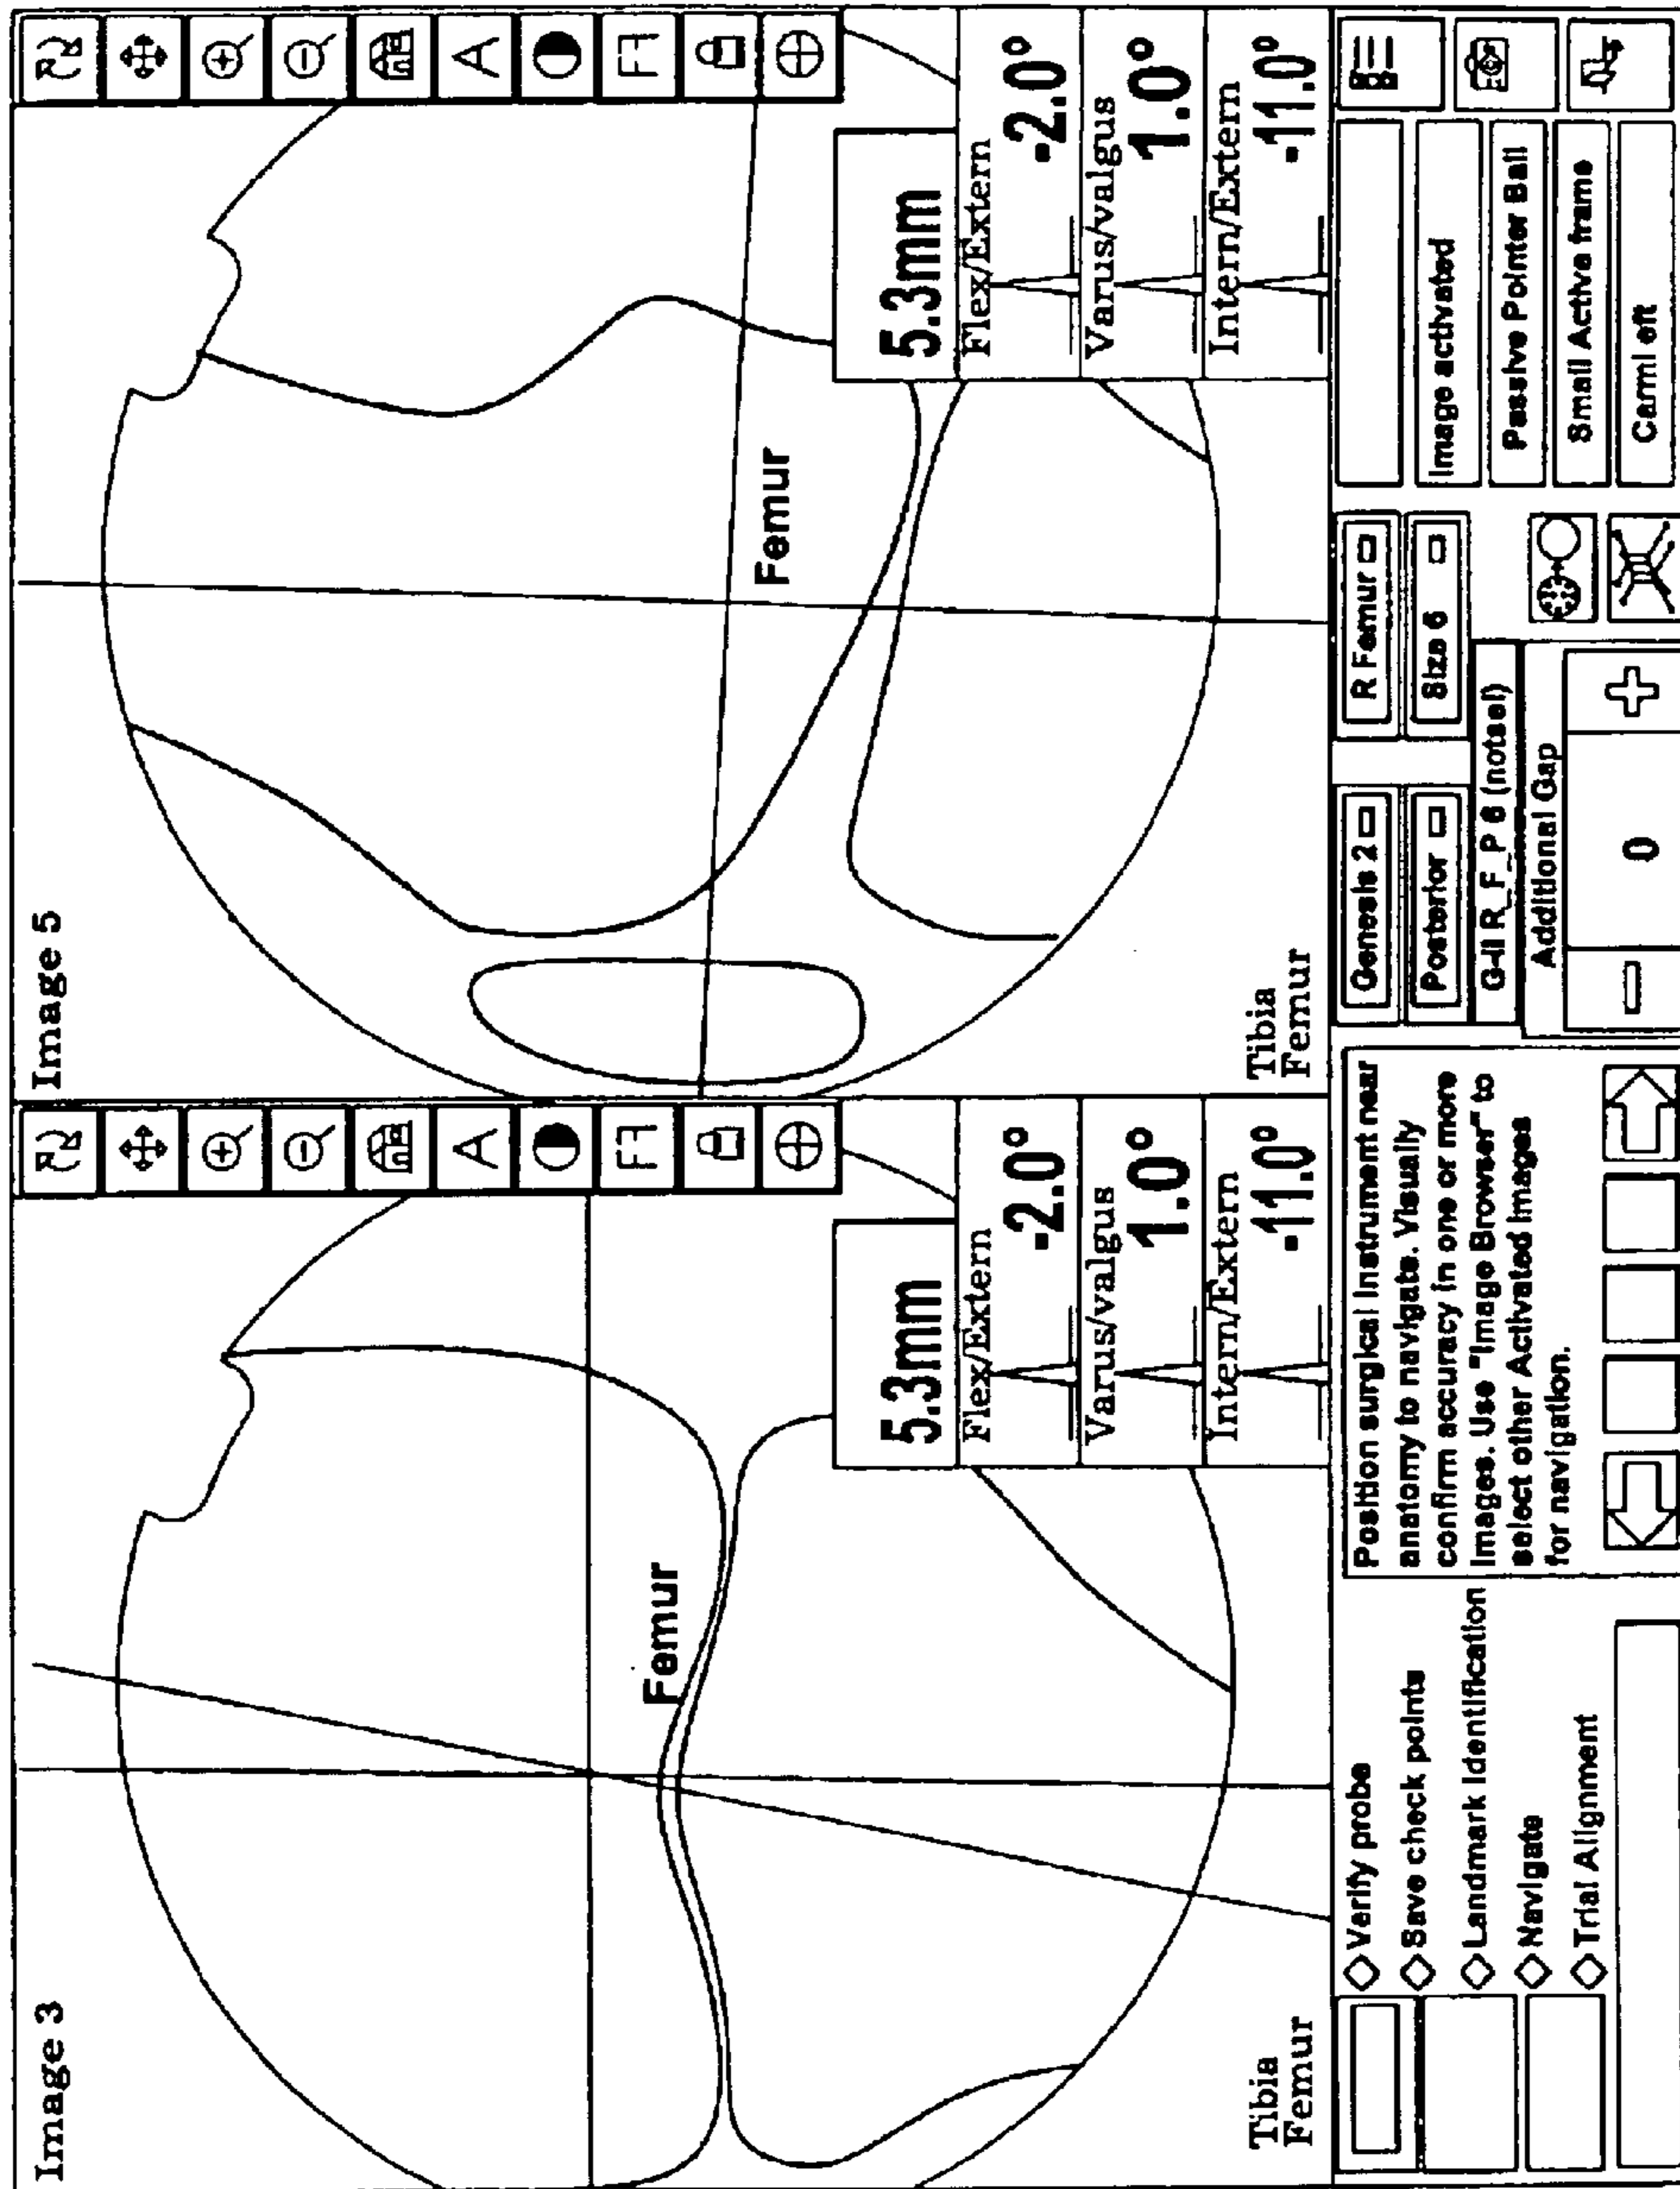 Image 3
Femur
5.3mm
Flex/Extern
-2.0°
Varus/valgus
1.0°
Intern/Extern
-11.0°
Tibia
Femur
Image 5
Femur
5.3mm
Flex/Extern
-2.0°
Varus/valgus
1.0°
Intern/Extern
-11.0°
Tibia
Femur
Verify probe
Save check points
Landmark Identification
Navigate
Trial Alignment
Position surgical instrument near
anatomy to navigate. Visually
confirm accuracy in one or more
Images. Use "Image Browser" to
select other Activated Images
for navigation.
Genesis 2
R Femur
Posterior
Size 6
G-II R_F_P 6 (notsel)
Additional Gap
0
Image activated
Passive Pointer Ball
Small Active frame